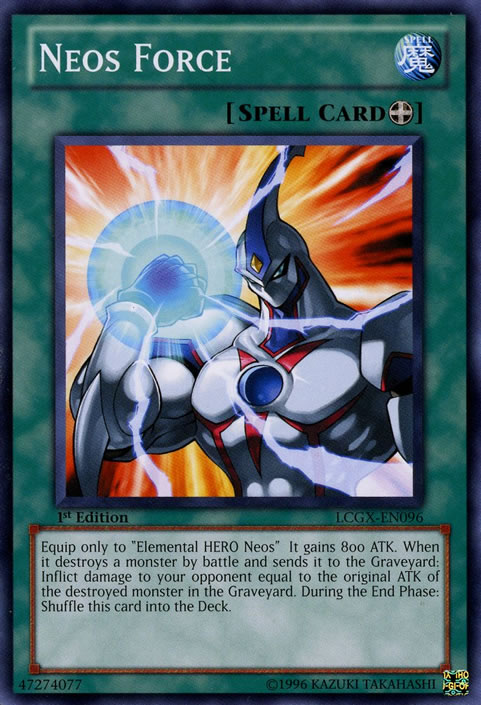 NEOS FORCE
SPELL
魔
[SPELL CARD]
1st Edition
LCGX-EN096
Equip only to "Elemental HERO Neos" It gains 800 ATK. When
it destroys a monster by battle and sends it to the Graveyard:
Inflict damage to your opponent equal to the original ATK of
the destroyed monster in the Graveyard. During the End Phase:
Shuffle this card into the Deck.
47274077
©1996 KAZUKI TAKAHASHI